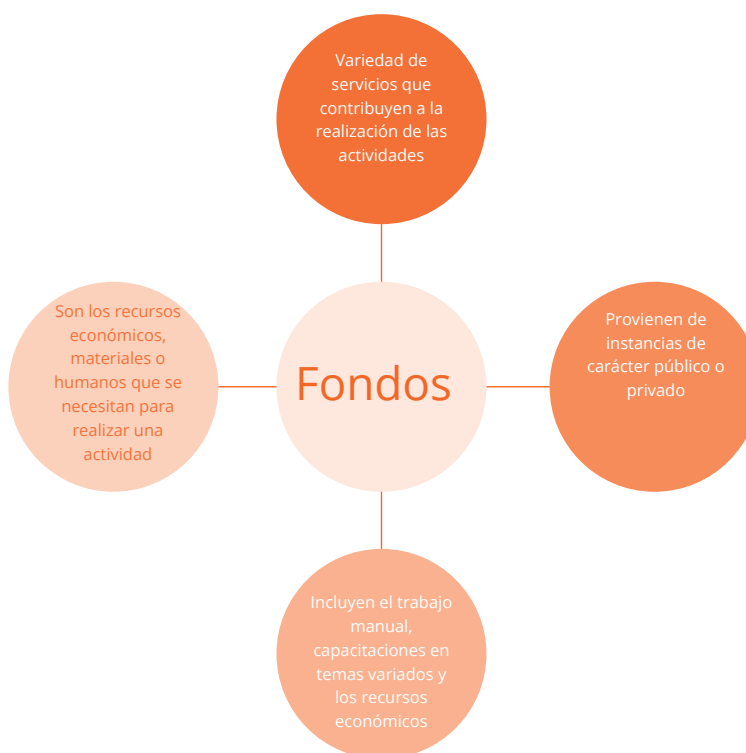 Variedad de
servicios que
contribuyen a la
realización de las
actividades
Son los recursos
económicos,
materiales o
humanos que se
necesitan para
realizar una
actividad
Fondos
Provienen de
instancias de
carácter público o
privado
Incluyen el trabajo
manual,
capacitaciones en
temas variados y
los recursos
económicos